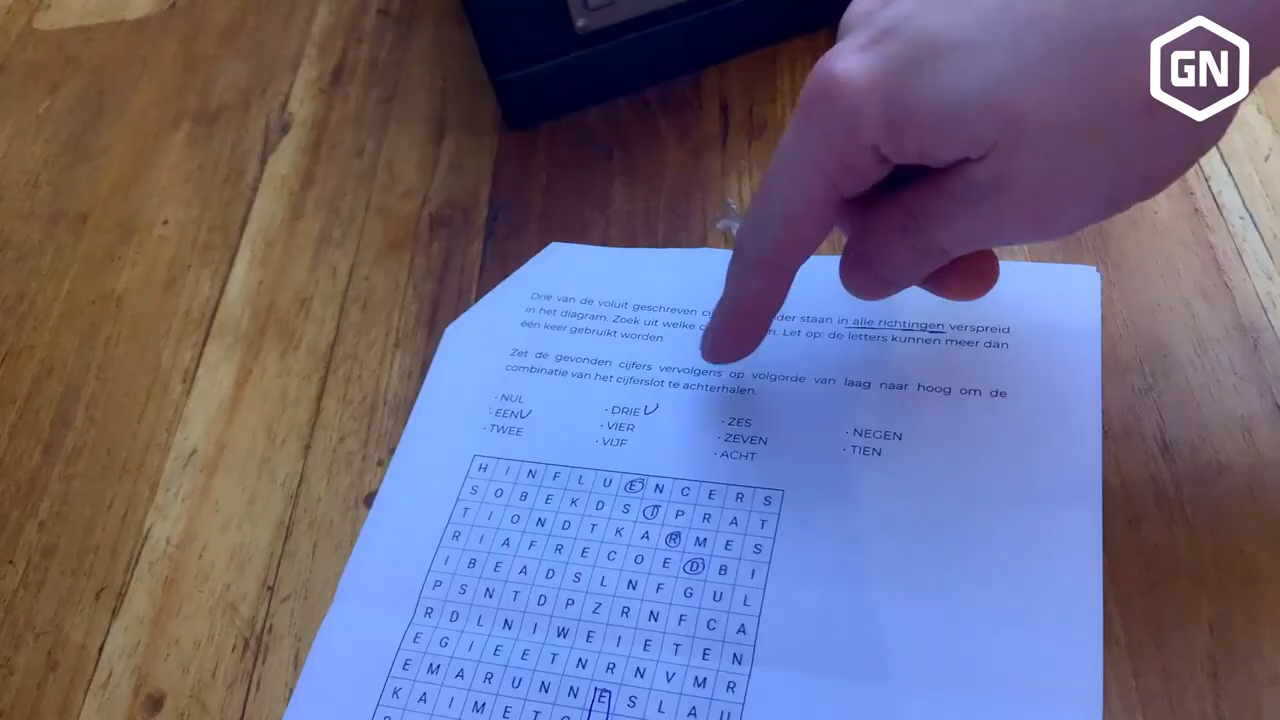 GN
Drie van de voluit geschreven der staan in alle richtingen verspreid
in het diagram. Zoek uit welke Let op: de letters kunnen meer dan
één keer gebruikt worden.
Zet de gevonden cijfers vervolgens op volgorde van laag naar hoog om de
combinatie van het cijferslot te achterhalen.
· NUL · DRIE · ZES · NEGEN
· EEN · VIER · ZEVEN · TIEN
· TWEE · VIJF · ACHT
H I N F L U E N C E R S
S O B E K D S I P R A T
T I O N D T K A R M E S
R I A F R E C O E D B I
I B E A D S L N F G U L
P S N T D P Z R N F C A
R D L N I W E I E T E N
E G I E E T N R N V M R
E M A R U N N E S L A U
K A I M E T